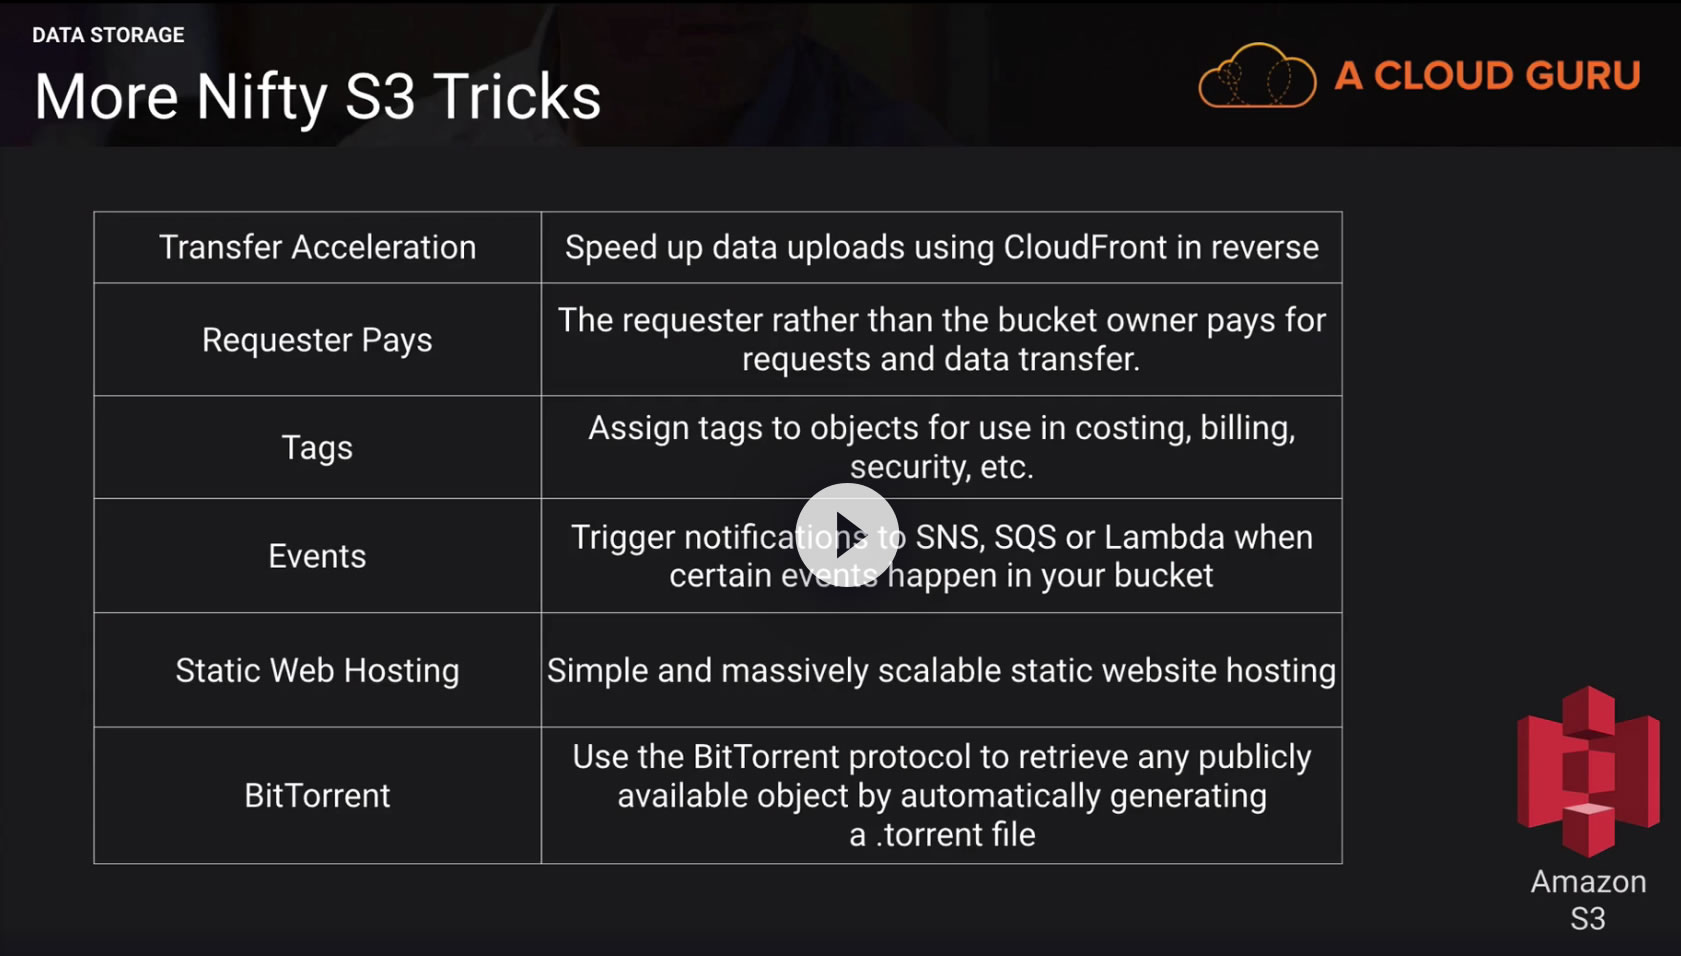 DATA STORAGE
More Nifty S3 Tricks
A CLOUD GURU
Transfer Acceleration
Speed up data uploads using CloudFront in reverse
Requester Pays
The requester rather than the bucket owner pays for
requests and data transfer.
Tags
Assign tags to objects for use in costing, billing,
security, etc.
Events
Trigger notifications to SNS, SQS or Lambda when
certain events happen in your bucket
Static Web Hosting
Simple and massively scalable static website hosting
BitTorrent
Use the BitTorrent protocol to retrieve any publicly
available object by automatically generating
a .torrent file
Amazon
S3